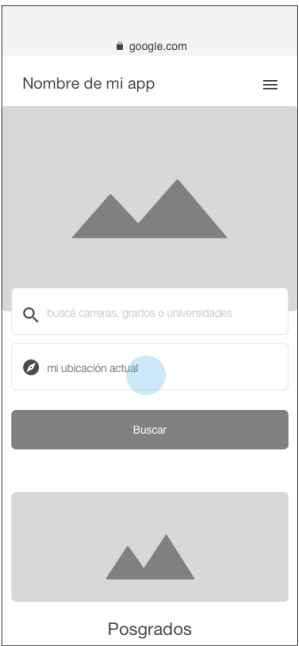 google.com
Nombre de mi app
buscá carreras, grados o universidades
mi ubicación actual
Buscar
Posgrados